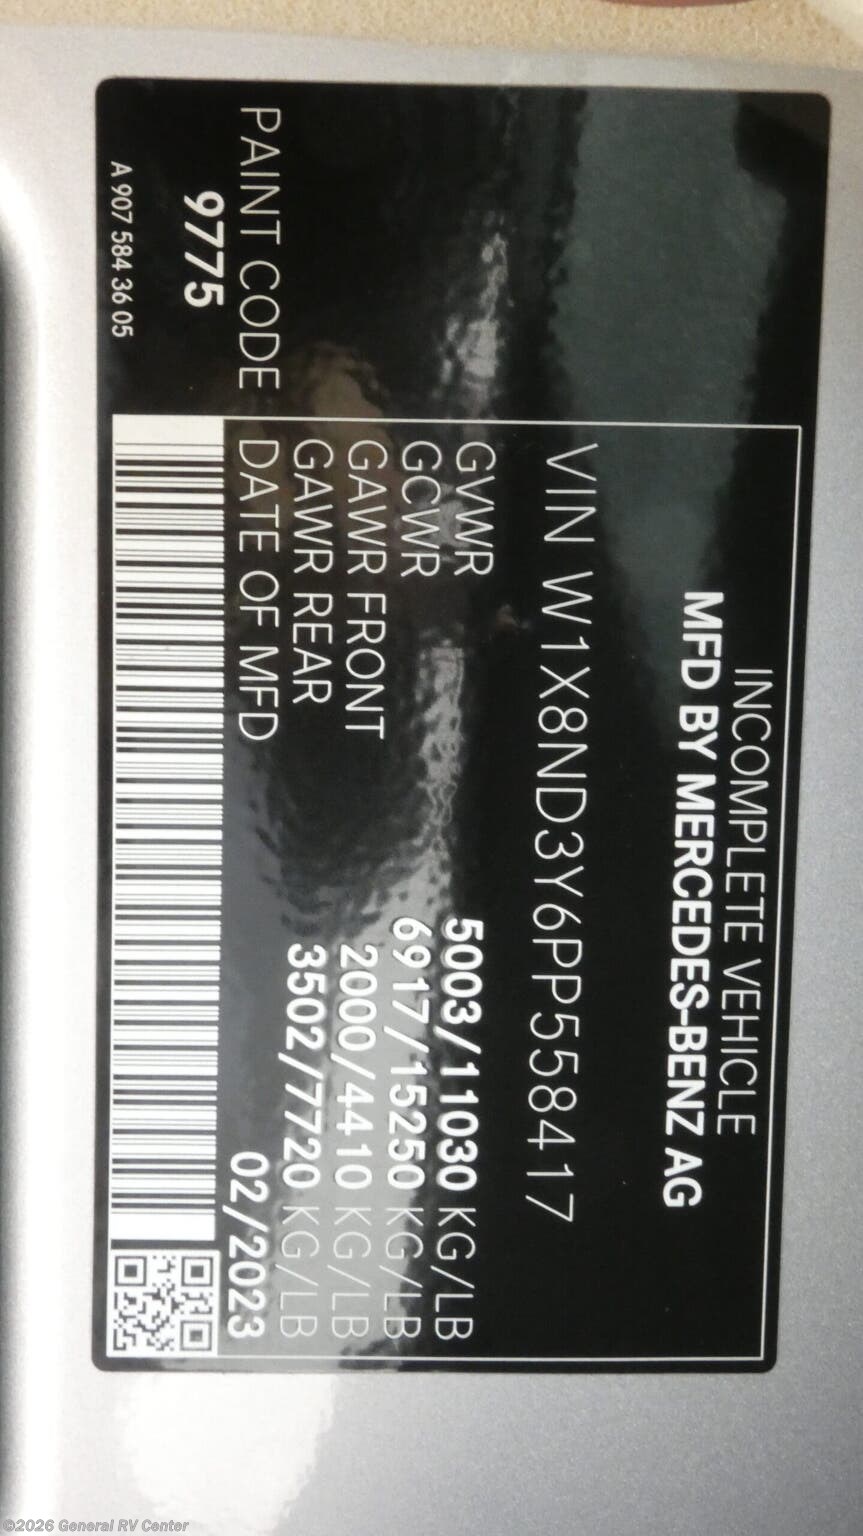 INCOMPLETE VEHICLE
MFD BY MERCEDES-BENZ AG
VIN W1X8ND3Y6PP558417
GVWR 5003/11030 KG/LB
GCWR 6917/15250 KG/LB
GAWR FRONT 2000/4410 KG/LB
GAWR REAR 3502/7720 KG/LB
PAINT CODE DATE OF MFD 02/2023
9775
A 907 584 36 05
©2026 General RV Center